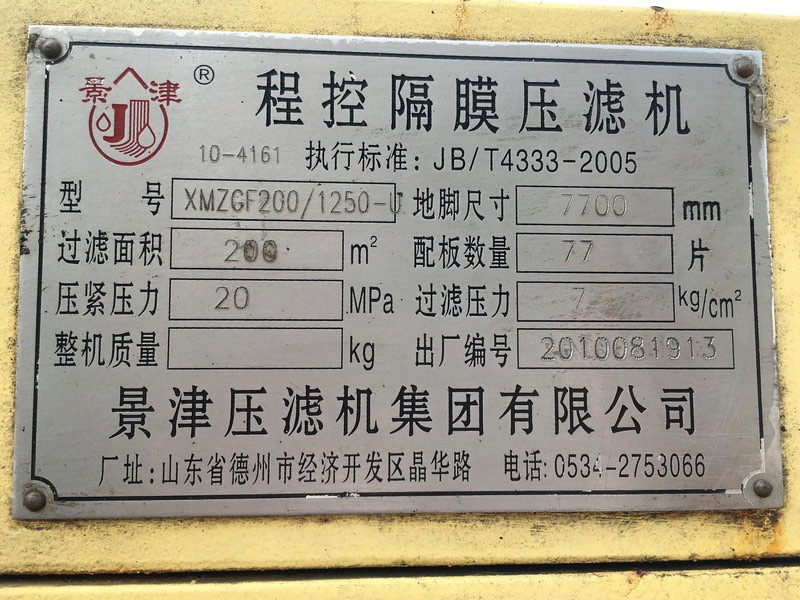 景津®
程控隔膜压滤机
10-4161 执行标准：JB/T4333-2005
型号 XMZGF200/1250-U 地脚尺寸 7700 mm
过滤面积 200 m² 配板数量 77 片
压紧压力 20 MPa 过滤压力 7 kg/cm²
整机质量 kg 出厂编号 2010081913
景津压滤机集团有限公司
厂址：山东省德州市经济开发区晶华路 电话：0534-2753066